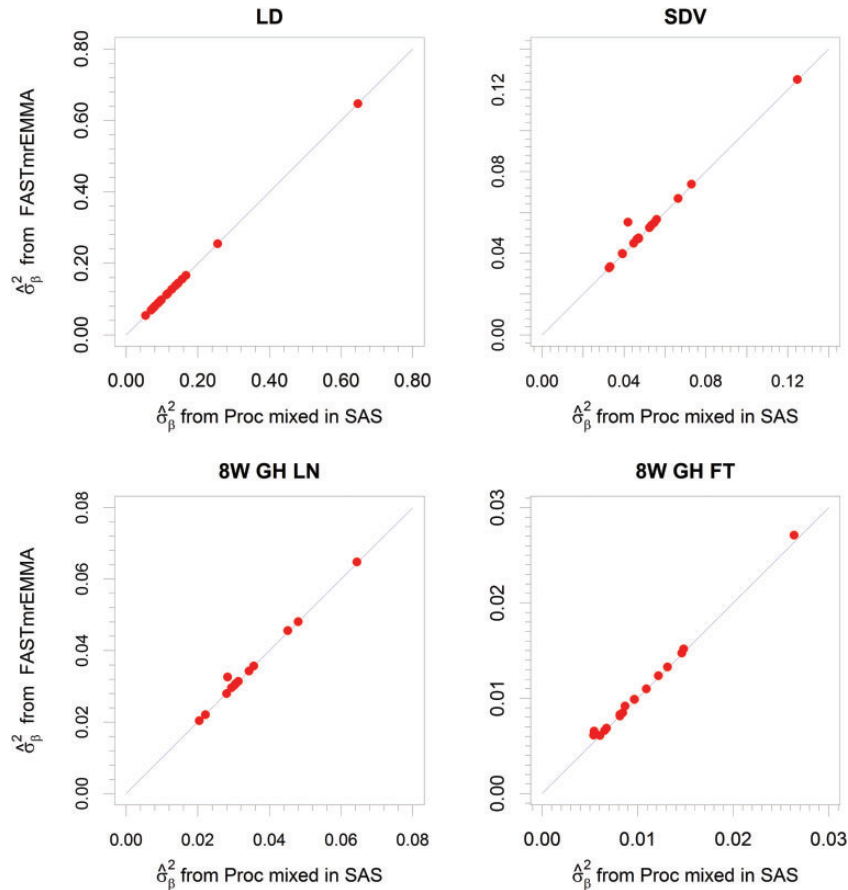 LD
0.80
0.60
0.40
0.20
0.00
σ̂²β from FASTmrEMMA
0.00 0.20 0.40 0.60 0.80
σ̂²β from Proc mixed in SAS
SDV
0.12
0.08
0.04
0.00
0.00 0.04 0.08 0.12
σ̂²β from Proc mixed in SAS
8W GH LN
0.08
0.06
0.04
0.02
0.00
σ̂²β from FASTmrEMMA
0.00 0.02 0.04 0.06 0.08
σ̂²β from Proc mixed in SAS
8W GH FT
0.03
0.02
0.01
0.00
0.00 0.01 0.02 0.03
σ̂²β from Proc mixed in SAS